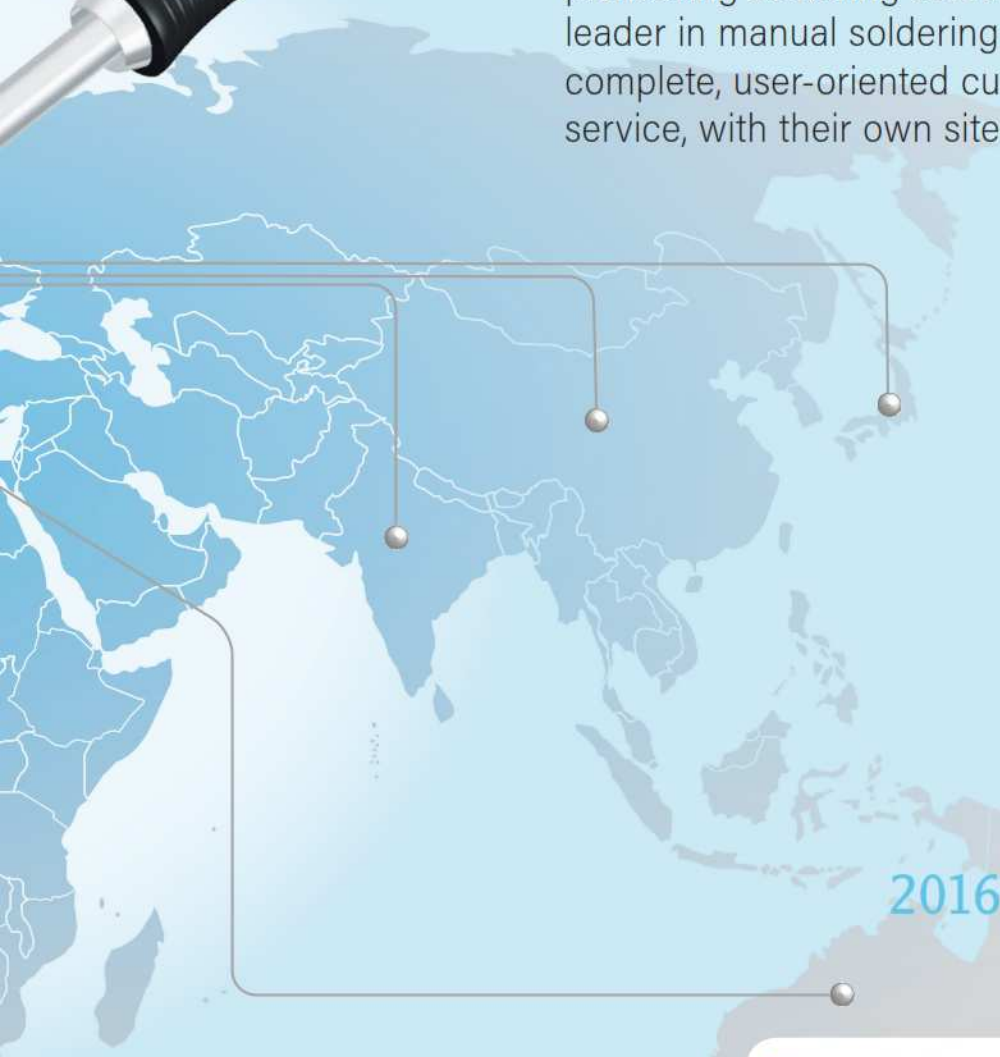 leader in manual soldering
complete, user-oriented cu
service, with their own site
2016